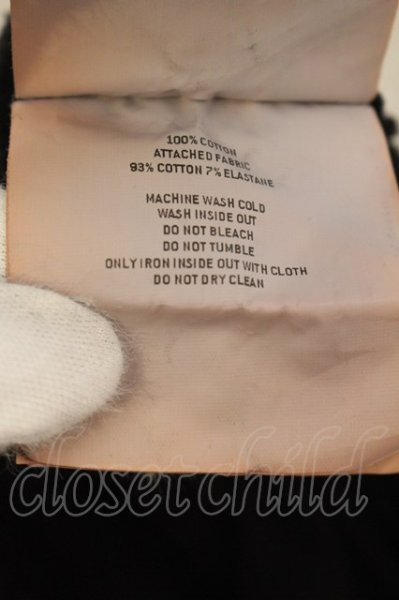 100% COTTON
ATTACHED FABRIC
93% COTTON 7% ELASTANE
MACHINE WASH COLD
WASH INSIDE OUT
DO NOT BLEACH
DO NOT TUMBLE
ONLY IRON INSIDE OUT WITH CLOTH
DO NOT DRY CLEAN
closet child